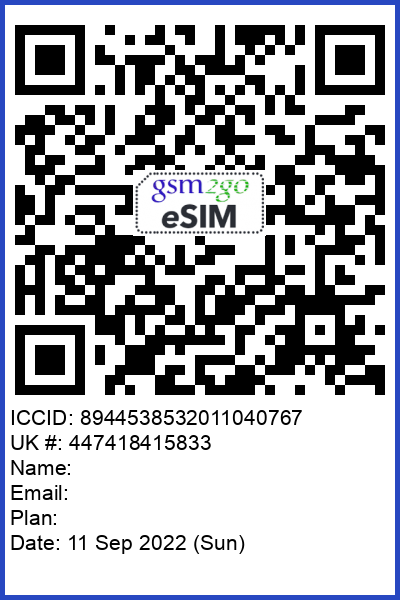 gsm2go
eSIM
ICCID: 8944538532011040767
UK #: 447418415833
Name:
Email:
Plan:
Date: 11 Sep 2022 (Sun)